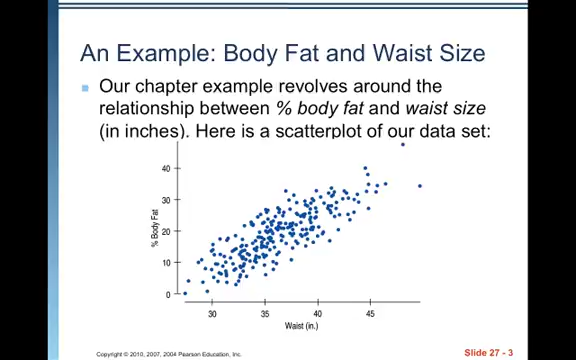 An Example: Body Fat and Waist Size
Our chapter example revolves around the
relationship between % body fat and waist size
(in inches). Here is a scatterplot of our data set:
40
30
20
10
0
% Body Fat
30 35 40 45
Waist (in.)
Copyright © 2010, 2007, 2004 Pearson Education, Inc.
Slide 27 - 3